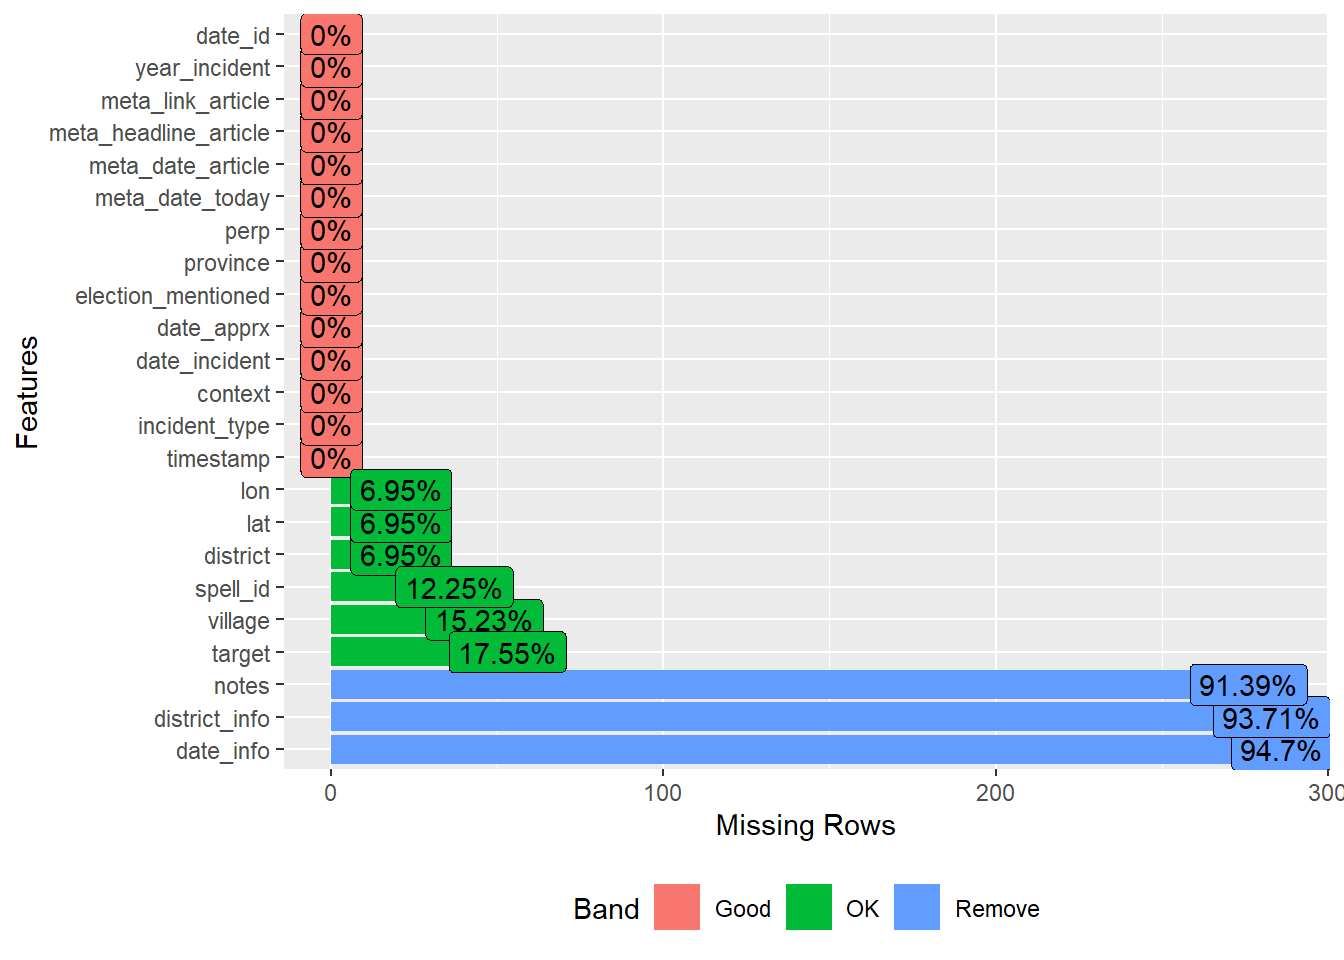 date_id 0%
year_incident 0%
meta_link_article 0%
meta_headline_article 0%
meta_date_article 0%
meta_date_today 0%
perp 0%
province 0%
election_mentioned 0%
date_apprx 0%
date_incident 0%
context 0%
incident_type 0%
timestamp 0%
lon 6.95%
lat 6.95%
district 6.95%
spell_id 12.25%
village 15.23%
target 17.55%
notes 91.39%
district_info 93.71%
date_info 94.7%
Features
0 100 200 300
Missing Rows
Band Good OK Remove